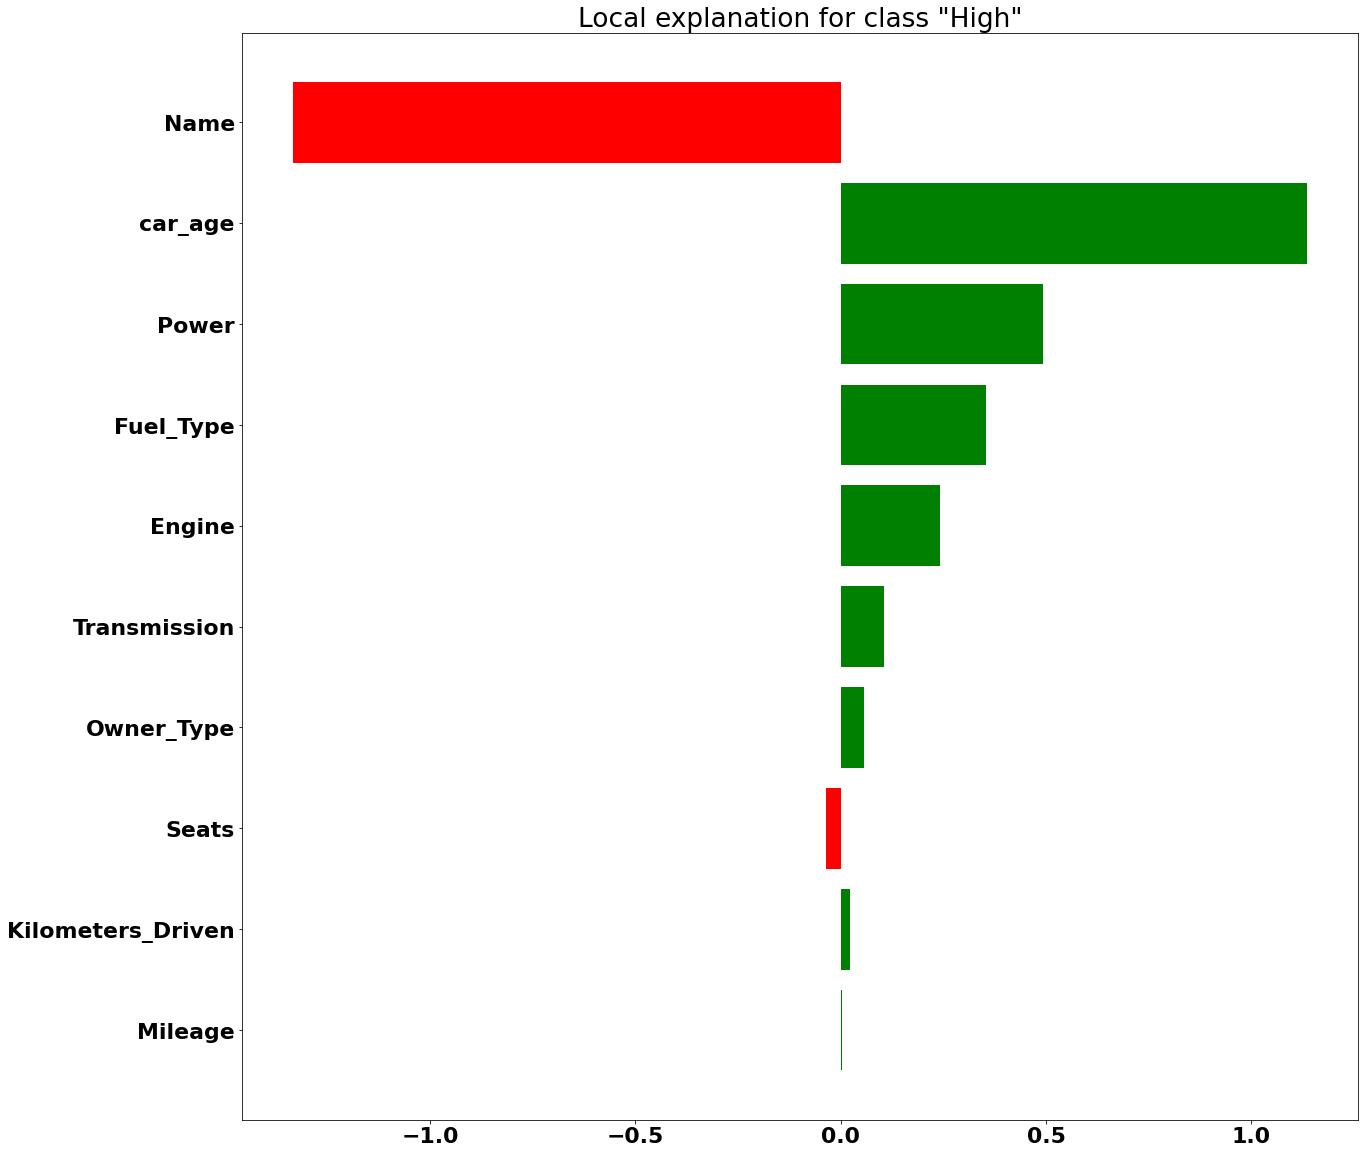 Local explanation for class "High"
Name
car_age
Power
Fuel_Type
Engine
Transmission
Owner_Type
Seats
Kilometers_Driven
Mileage
−1.0 −0.5 0.0 0.5 1.0